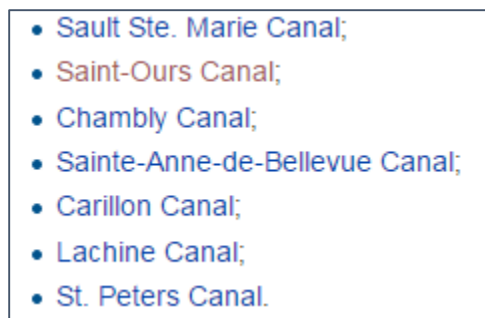 • Sault Ste. Marie Canal;
• Saint-Ours Canal;
• Chambly Canal;
• Sainte-Anne-de-Bellevue Canal;
• Carillon Canal;
• Lachine Canal;
• St. Peters Canal.